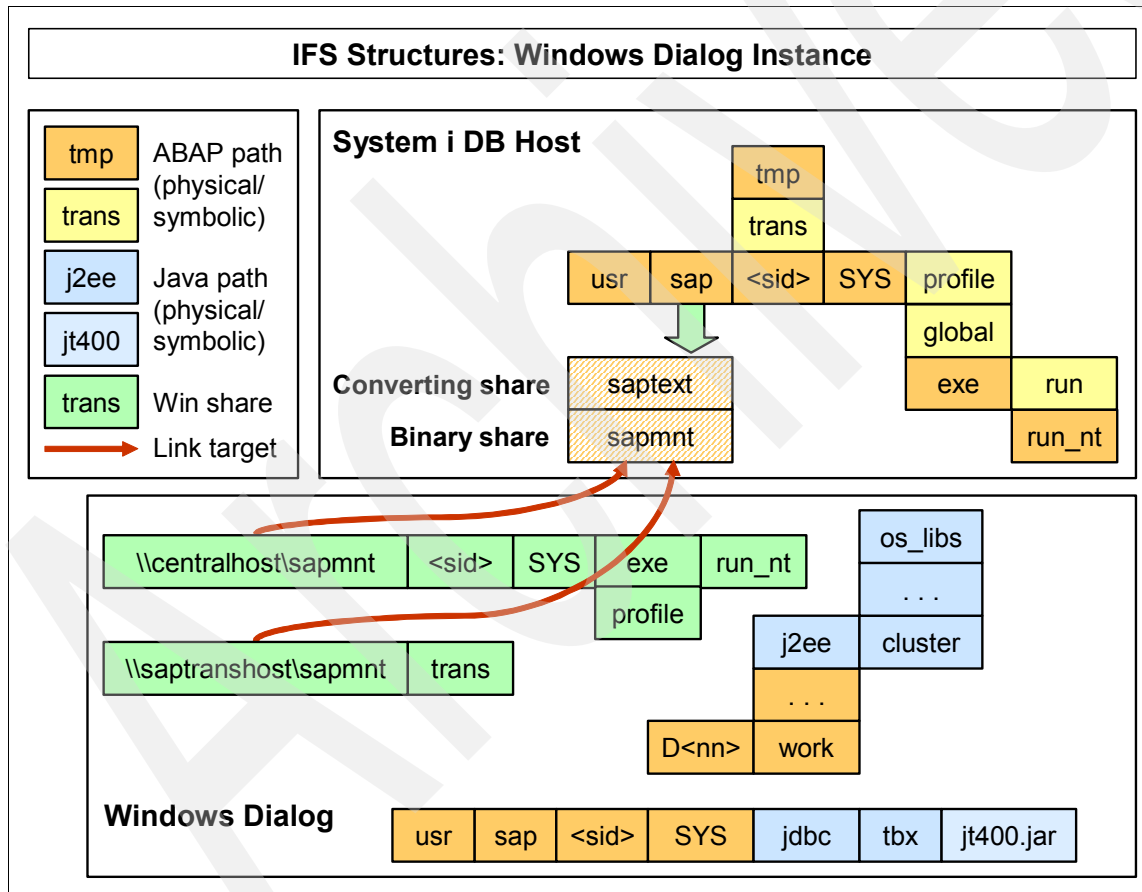 IFS Structures: Windows Dialog Instance
tmp
trans
ABAP path
(physical/
symbolic)
j2ee
jt400
Java path
(physical/
symbolic)
trans Win share
Link target
System i DB Host
tmp
trans
usr sap <sid> SYS profile
global
Converting share saptext
exe run
Binary share sapmnt
run_nt
os_libs
\\centralhost\sapmnt <sid> SYS exe run_nt
. . .
profile
j2ee cluster
\\saptranshost\sapmnt trans
. . .
D<nn> work
Windows Dialog
usr sap <sid> SYS jdbc tbx jt400.jar
Archive